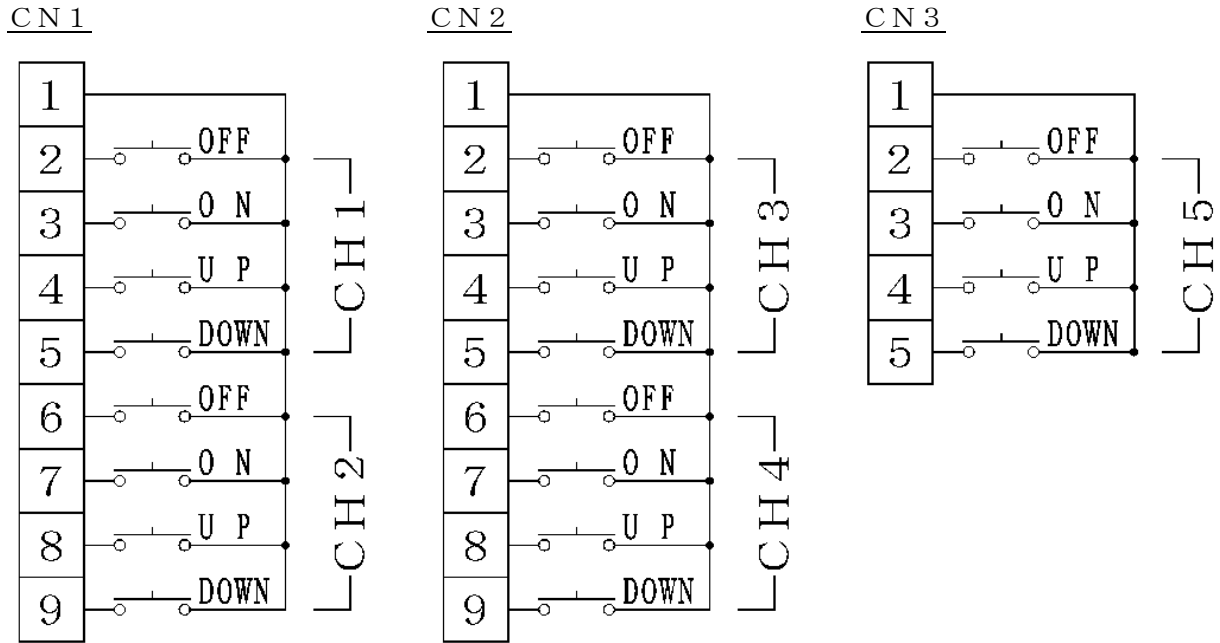 CN1
1
2 OFF
3 ON
4 UP
5 DOWN
CH1
6 OFF
7 ON
8 UP
9 DOWN
CH2
CN2
1
2 OFF
3 ON
4 UP
5 DOWN
CH3
6 OFF
7 ON
8 UP
9 DOWN
CH4
CN3
1
2 OFF
3 ON
4 UP
5 DOWN
CH5